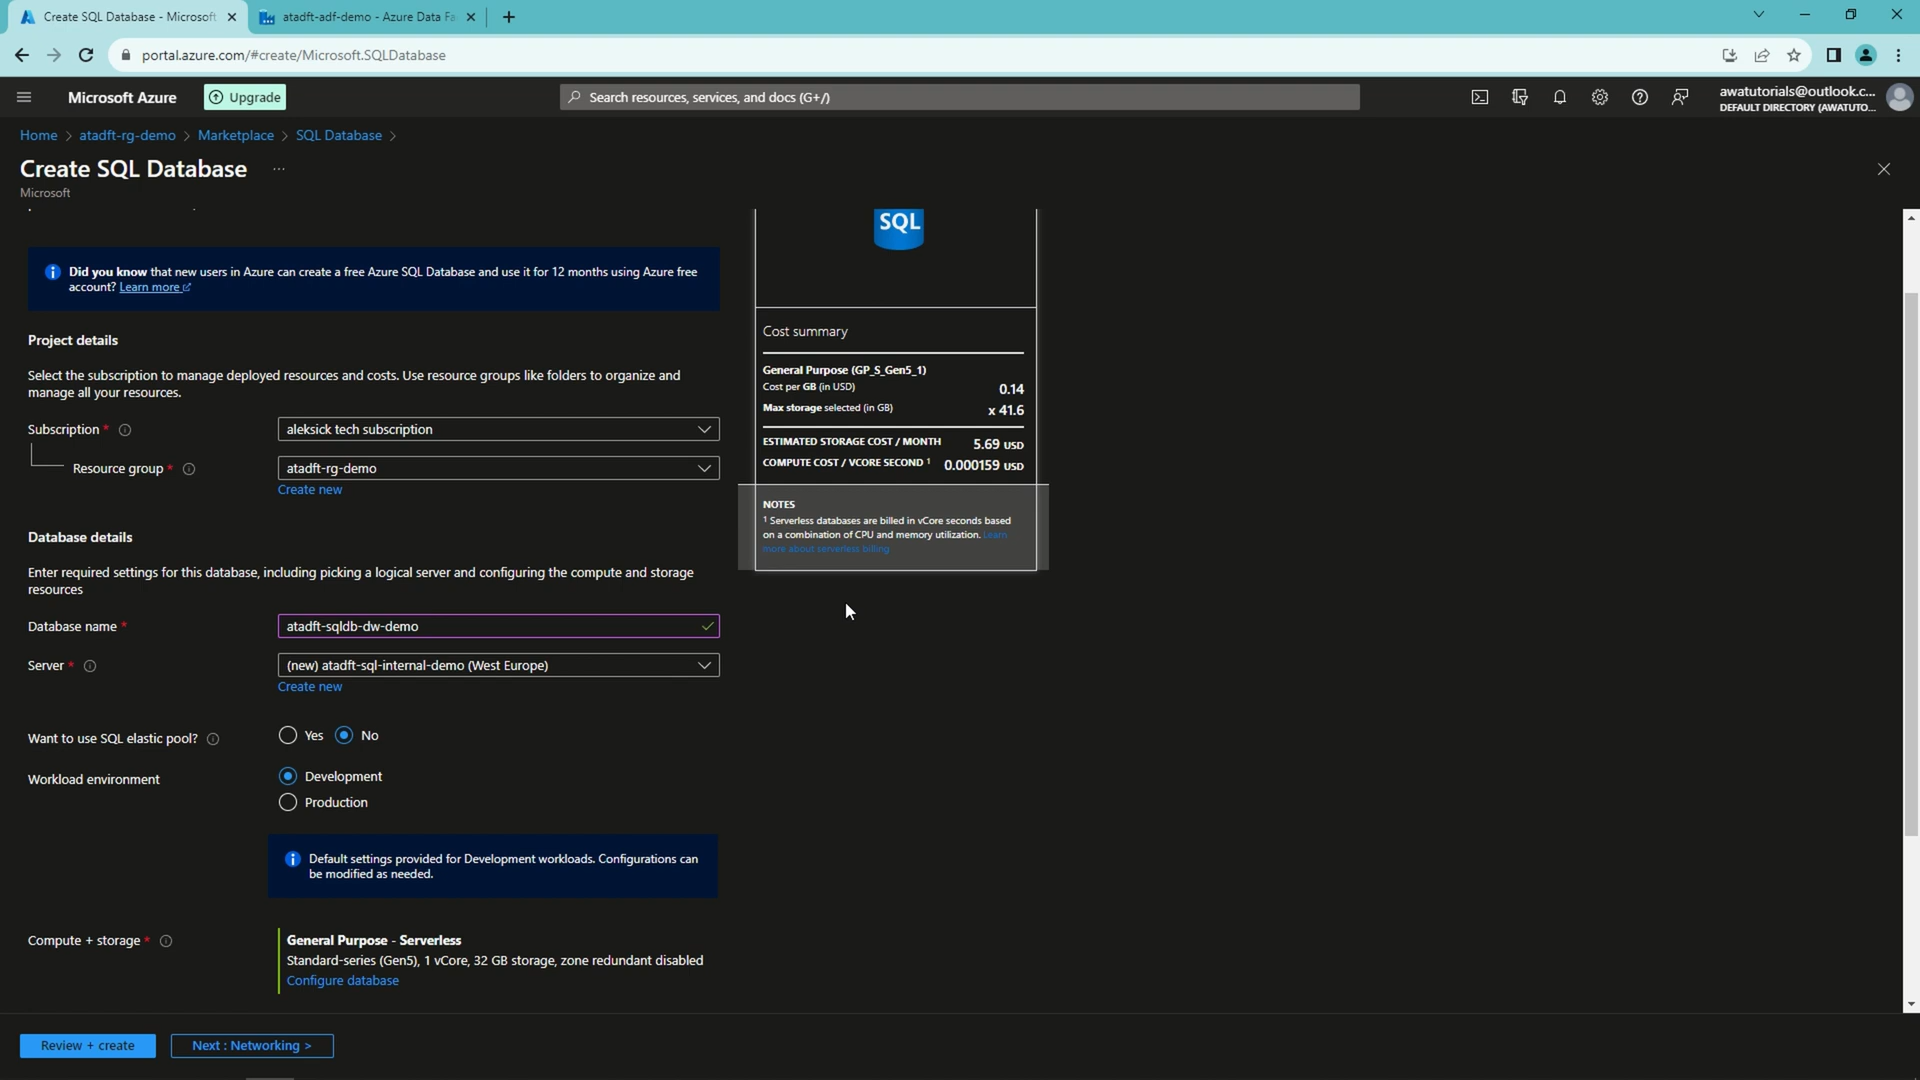 Create SQL Database - Microsoft
atadft-adf-demo - Azure Data Fa
portal.azure.com/#create/Microsoft.SQLDatabase
Microsoft Azure
Upgrade
Search resources, services, and docs (G+/)
awatutorials@outlook.c...
DEFAULT DIRECTORY (AWATUTO...
Home > atadft-rg-demo > Marketplace > SQL Database >
Create SQL Database ...
Microsoft
SQL
Did you know that new users in Azure can create a free Azure SQL Database and use it for 12 months using Azure free
account? Learn more
Project details
Select the subscription to manage deployed resources and costs. Use resource groups like folders to organize and
manage all your resources.
Subscription *
aleksick tech subscription
Resource group *
atadft-rg-demo
Create new
Database details
Enter required settings for this database, including picking a logical server and configuring the compute and storage
resources
Database name *
atadft-sqldb-dw-demo
Server *
(new) atadft-sql-internal-demo (West Europe)
Create new
Want to use SQL elastic pool?
Yes No
Workload environment
Development
Production
Default settings provided for Development workloads. Configurations can
be modified as needed.
Compute + storage *
General Purpose - Serverless
Standard-series (Gen5), 1 vCore, 32 GB storage, zone redundant disabled
Configure database
Cost summary
General Purpose (GP_S_Gen5_1)
Cost per GB (in USD) 0.14
Max storage selected (in GB) x 41.6
ESTIMATED STORAGE COST / MONTH 5.69 USD
COMPUTE COST / VCORE SECOND 1 0.000159 USD
NOTES
1 Serverless databases are billed in vCore seconds based
on a combination of CPU and memory utilization. Learn
more about serverless billing
Review + create
Next : Networking >